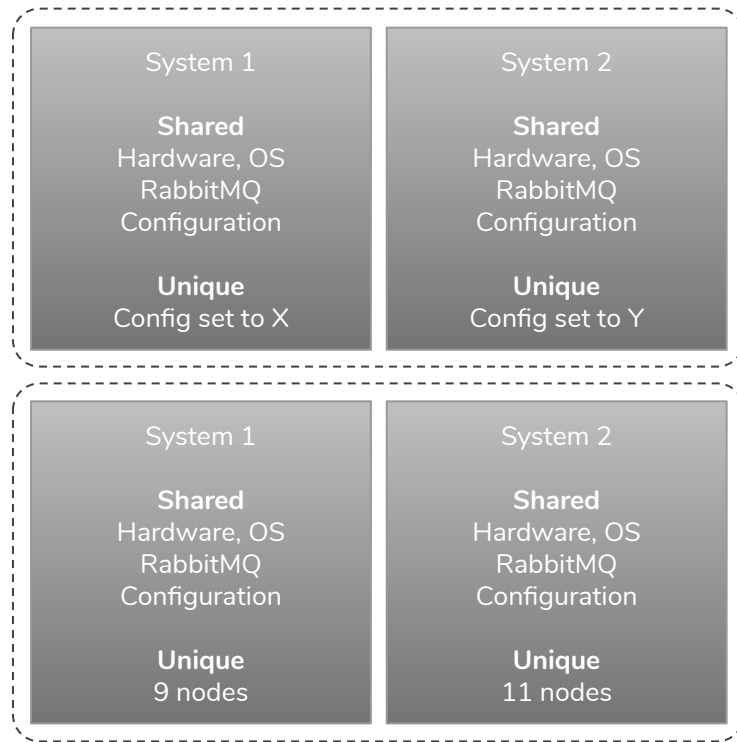 System 1
Shared
Hardware, OS
RabbitMQ
Configuration
Unique
Config set to X
System 2
Shared
Hardware, OS
RabbitMQ
Configuration
Unique
Config set to Y
System 1
Shared
Hardware, OS
RabbitMQ
Configuration
Unique
9 nodes
System 2
Shared
Hardware, OS
RabbitMQ
Configuration
Unique
11 nodes